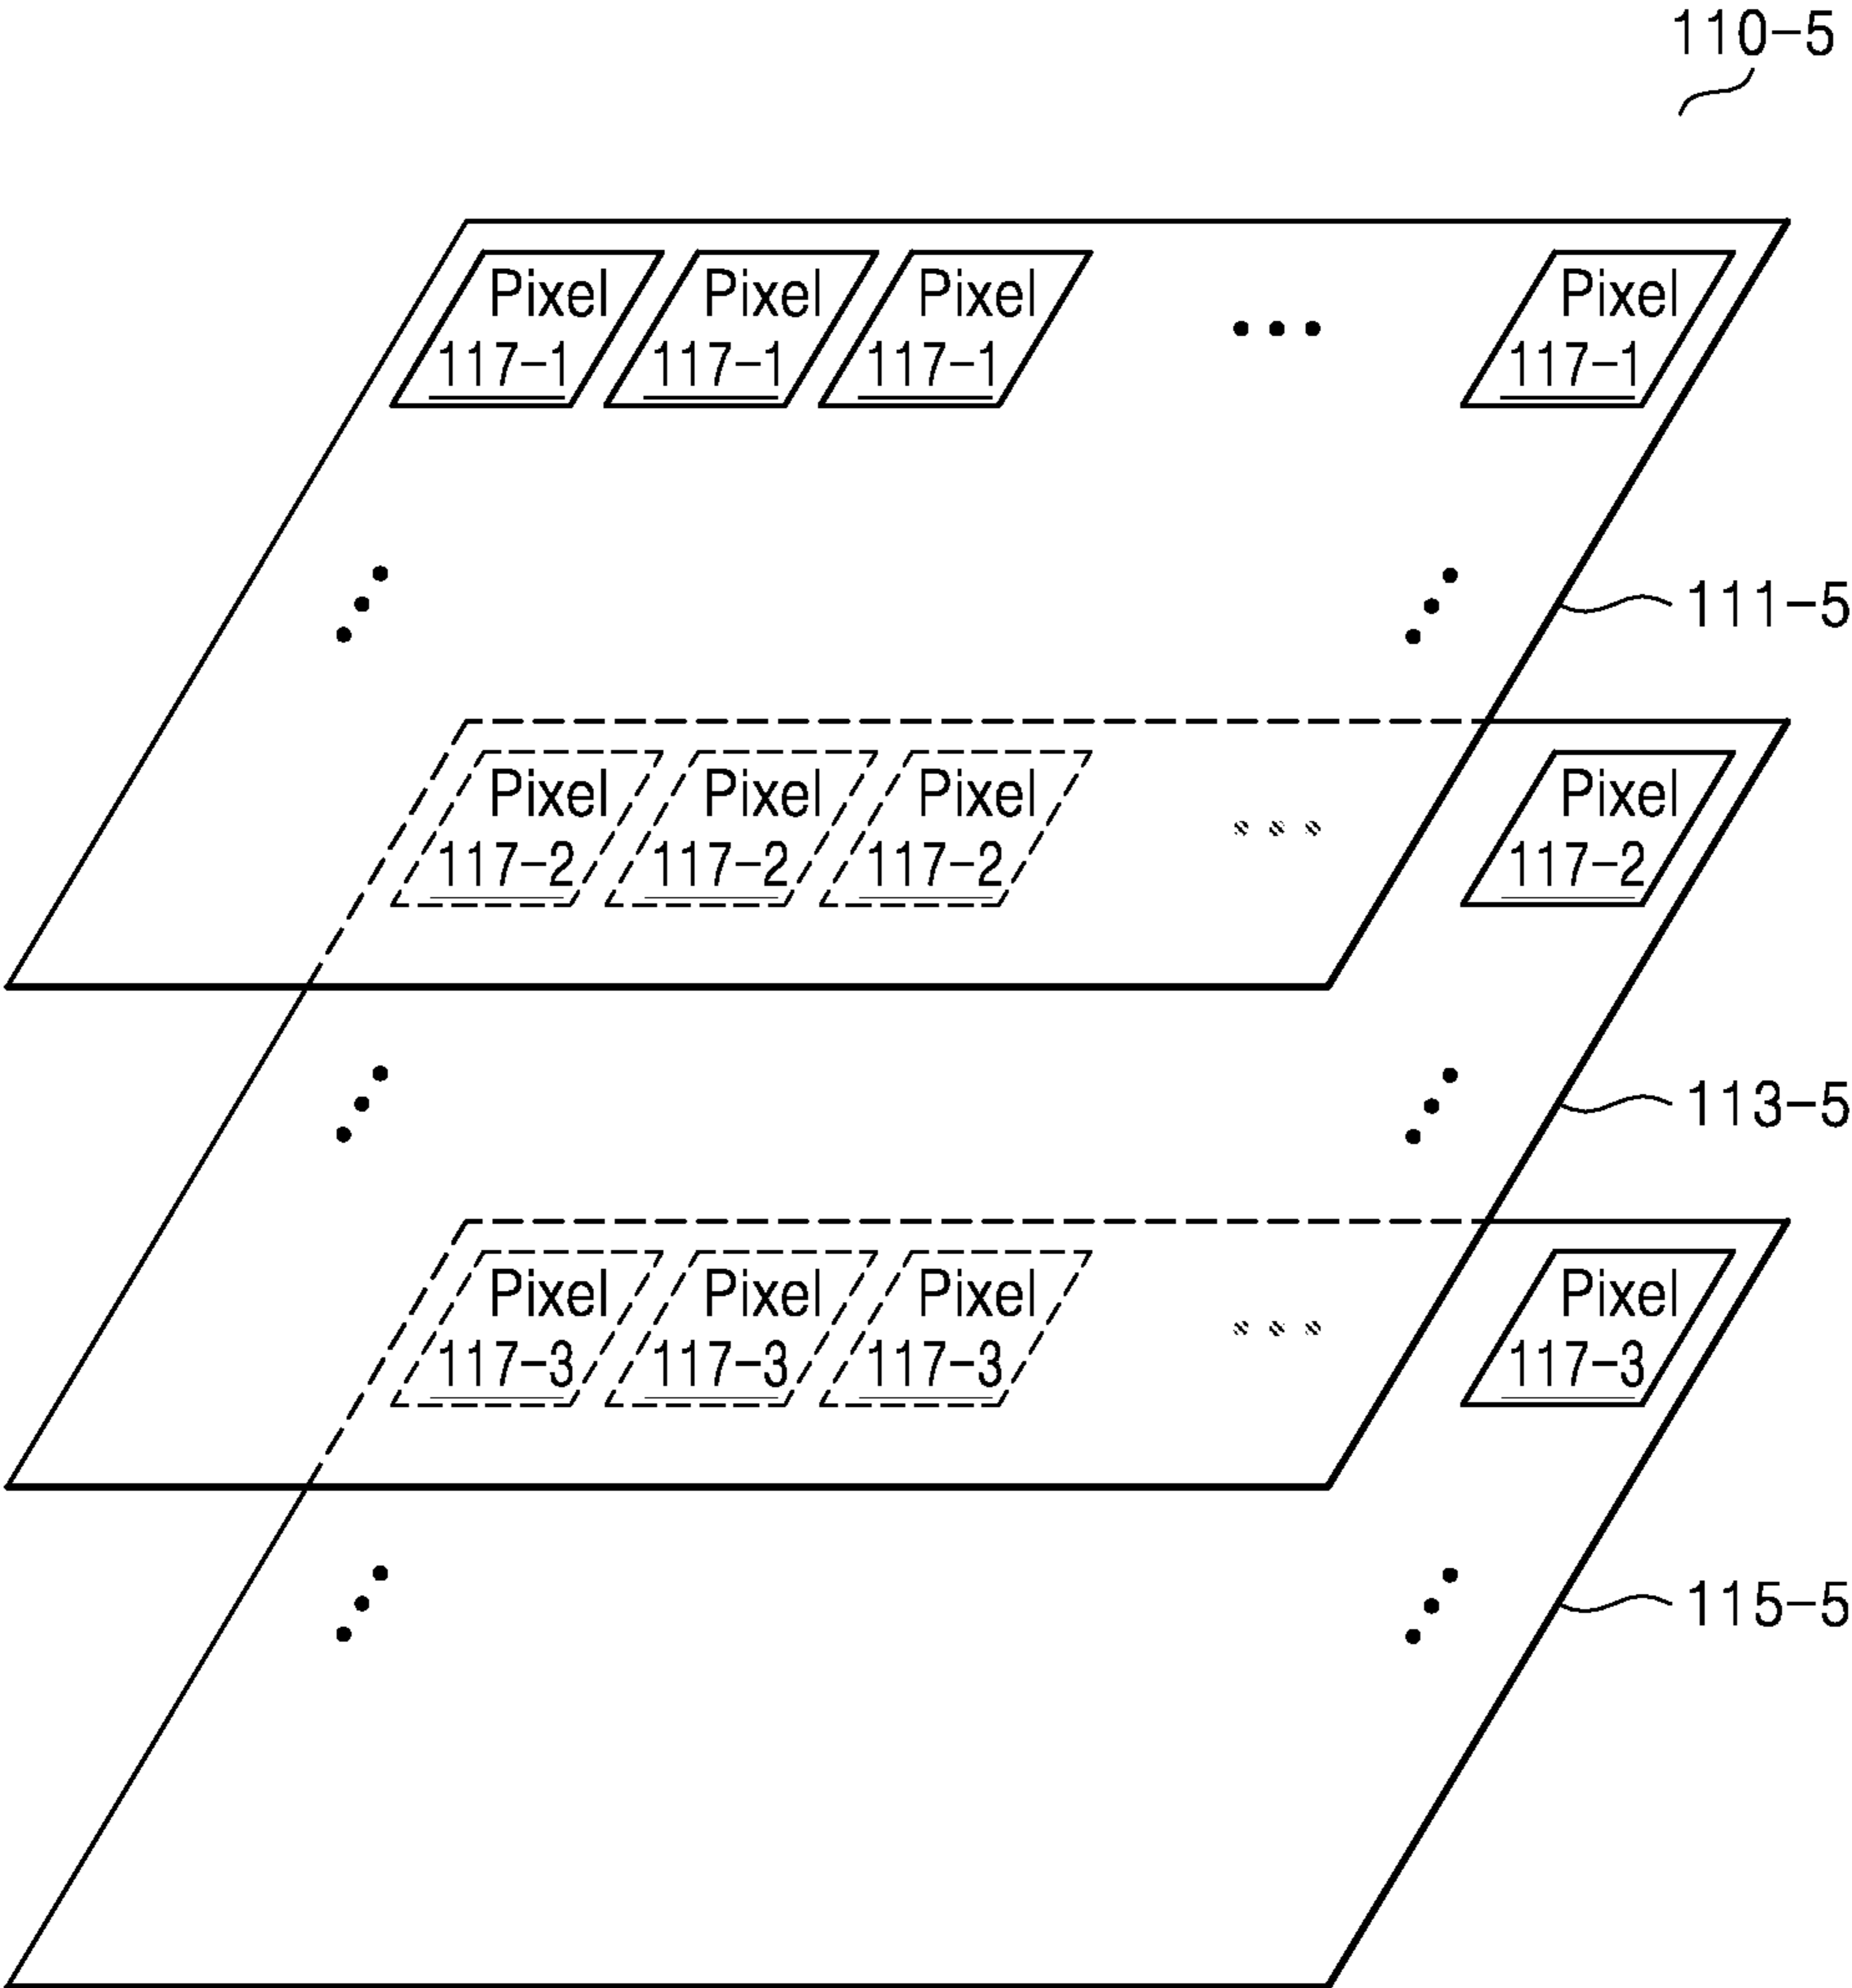 110-5
Pixel Pixel Pixel Pixel
117-1 117-1 117-1 117-1
111-5
Pixel Pixel Pixel Pixel
117-2 117-2 117-2 117-2
113-5
Pixel Pixel Pixel Pixel
117-3 117-3 117-3 117-3
115-5